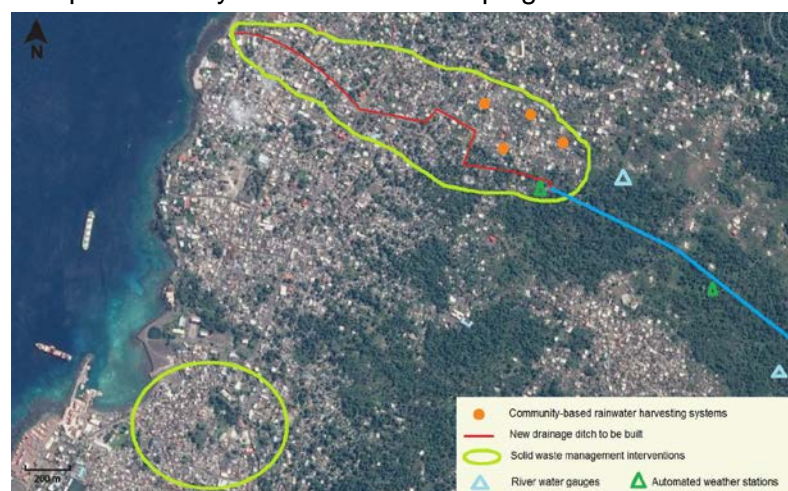 N
Community-based rainwater harvesting systems
New drainage ditch to be built
Solid waste management interventions
River water gauges Automated weather stations
200 m